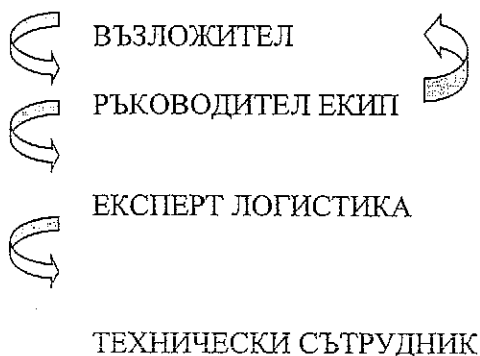 ВЪЗЛОЖИТЕЛ
РЪКОВОДИТЕЛ ЕКИП
ЕКСПЕРТ ЛОГИСТИКА
ТЕХНИЧЕСКИ СЪТРУДНИК